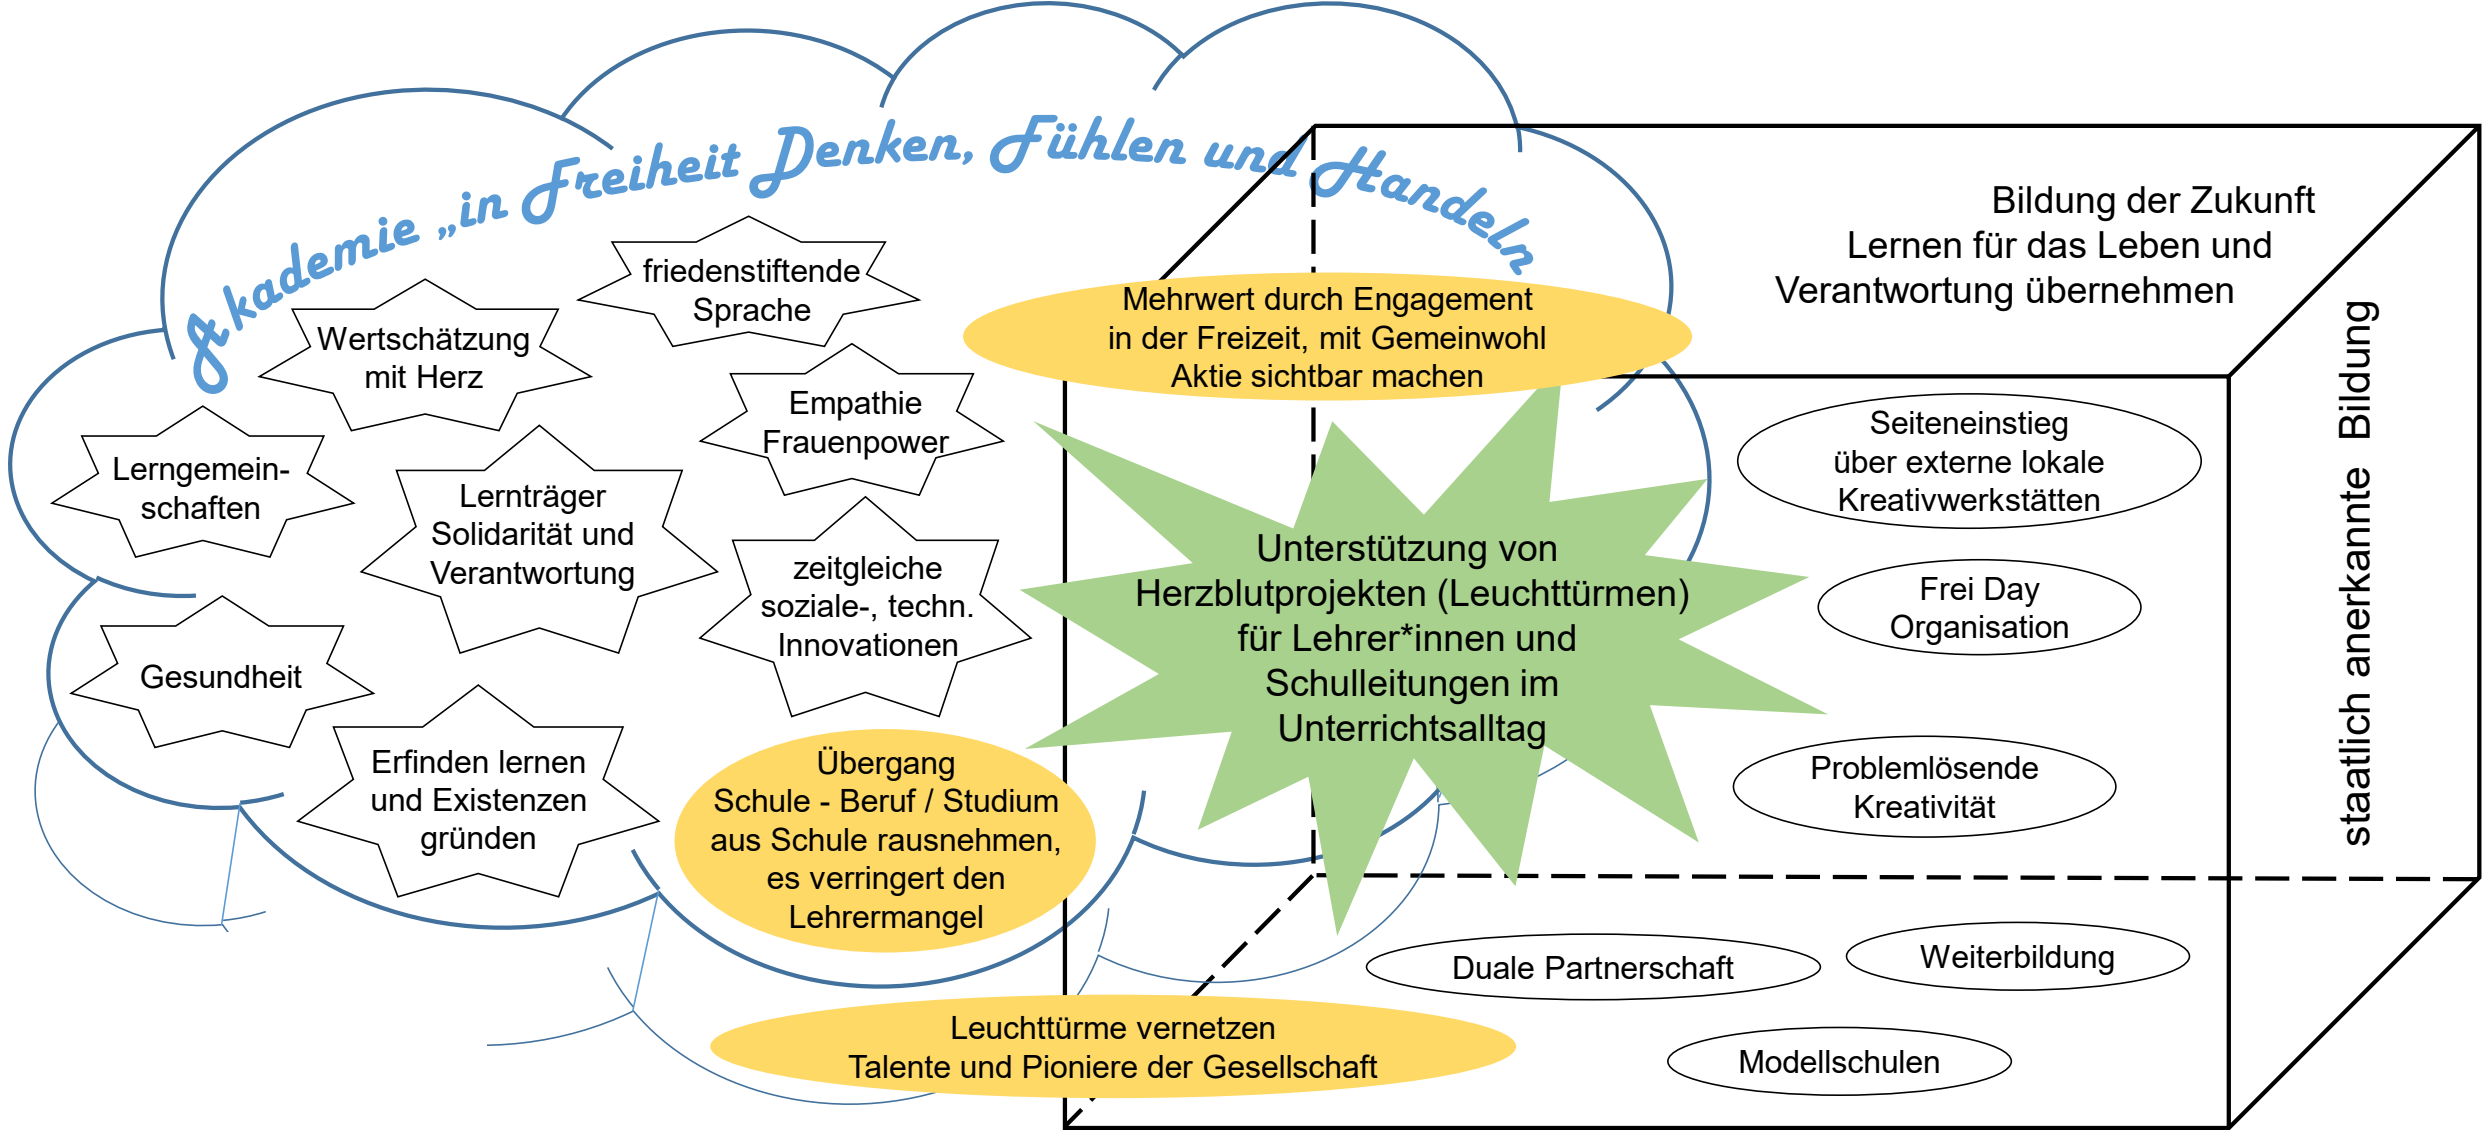 Akademie „in Freiheit Denken, Fühlen und Handeln
friedenstiftende
Sprache
Wertschätzung
mit Herz
Empathie
Frauenpower
Lerngemein-
schaften
Lernträger
Solidarität und
Verantwortung
zeitgleiche
soziale-, techn.
Innovationen
Gesundheit
Erfinden lernen
und Existenzen
gründen
Mehrwert durch Engagement
in der Freizeit, mit Gemeinwohl
Aktie sichtbar machen
Unterstützung von
Herzblutprojekten (Leuchttürmen)
für Lehrer*innen und
Schulleitungen im
Unterrichtsalltag
Übergang
Schule - Beruf / Studium
aus Schule rausnehmen,
es verringert den
Lehrermangel
Leuchttürme vernetzen
Talente und Pioniere der Gesellschaft
Bildung der Zukunft
Lernen für das Leben und
Verantwortung übernehmen
Seiteneinstieg
über externe lokale
Kreativwerkstätten
Frei Day
Organisation
Problemlösende
Kreativität
Duale Partnerschaft
Weiterbildung
Modellschulen
staatlich anerkannte Bildung